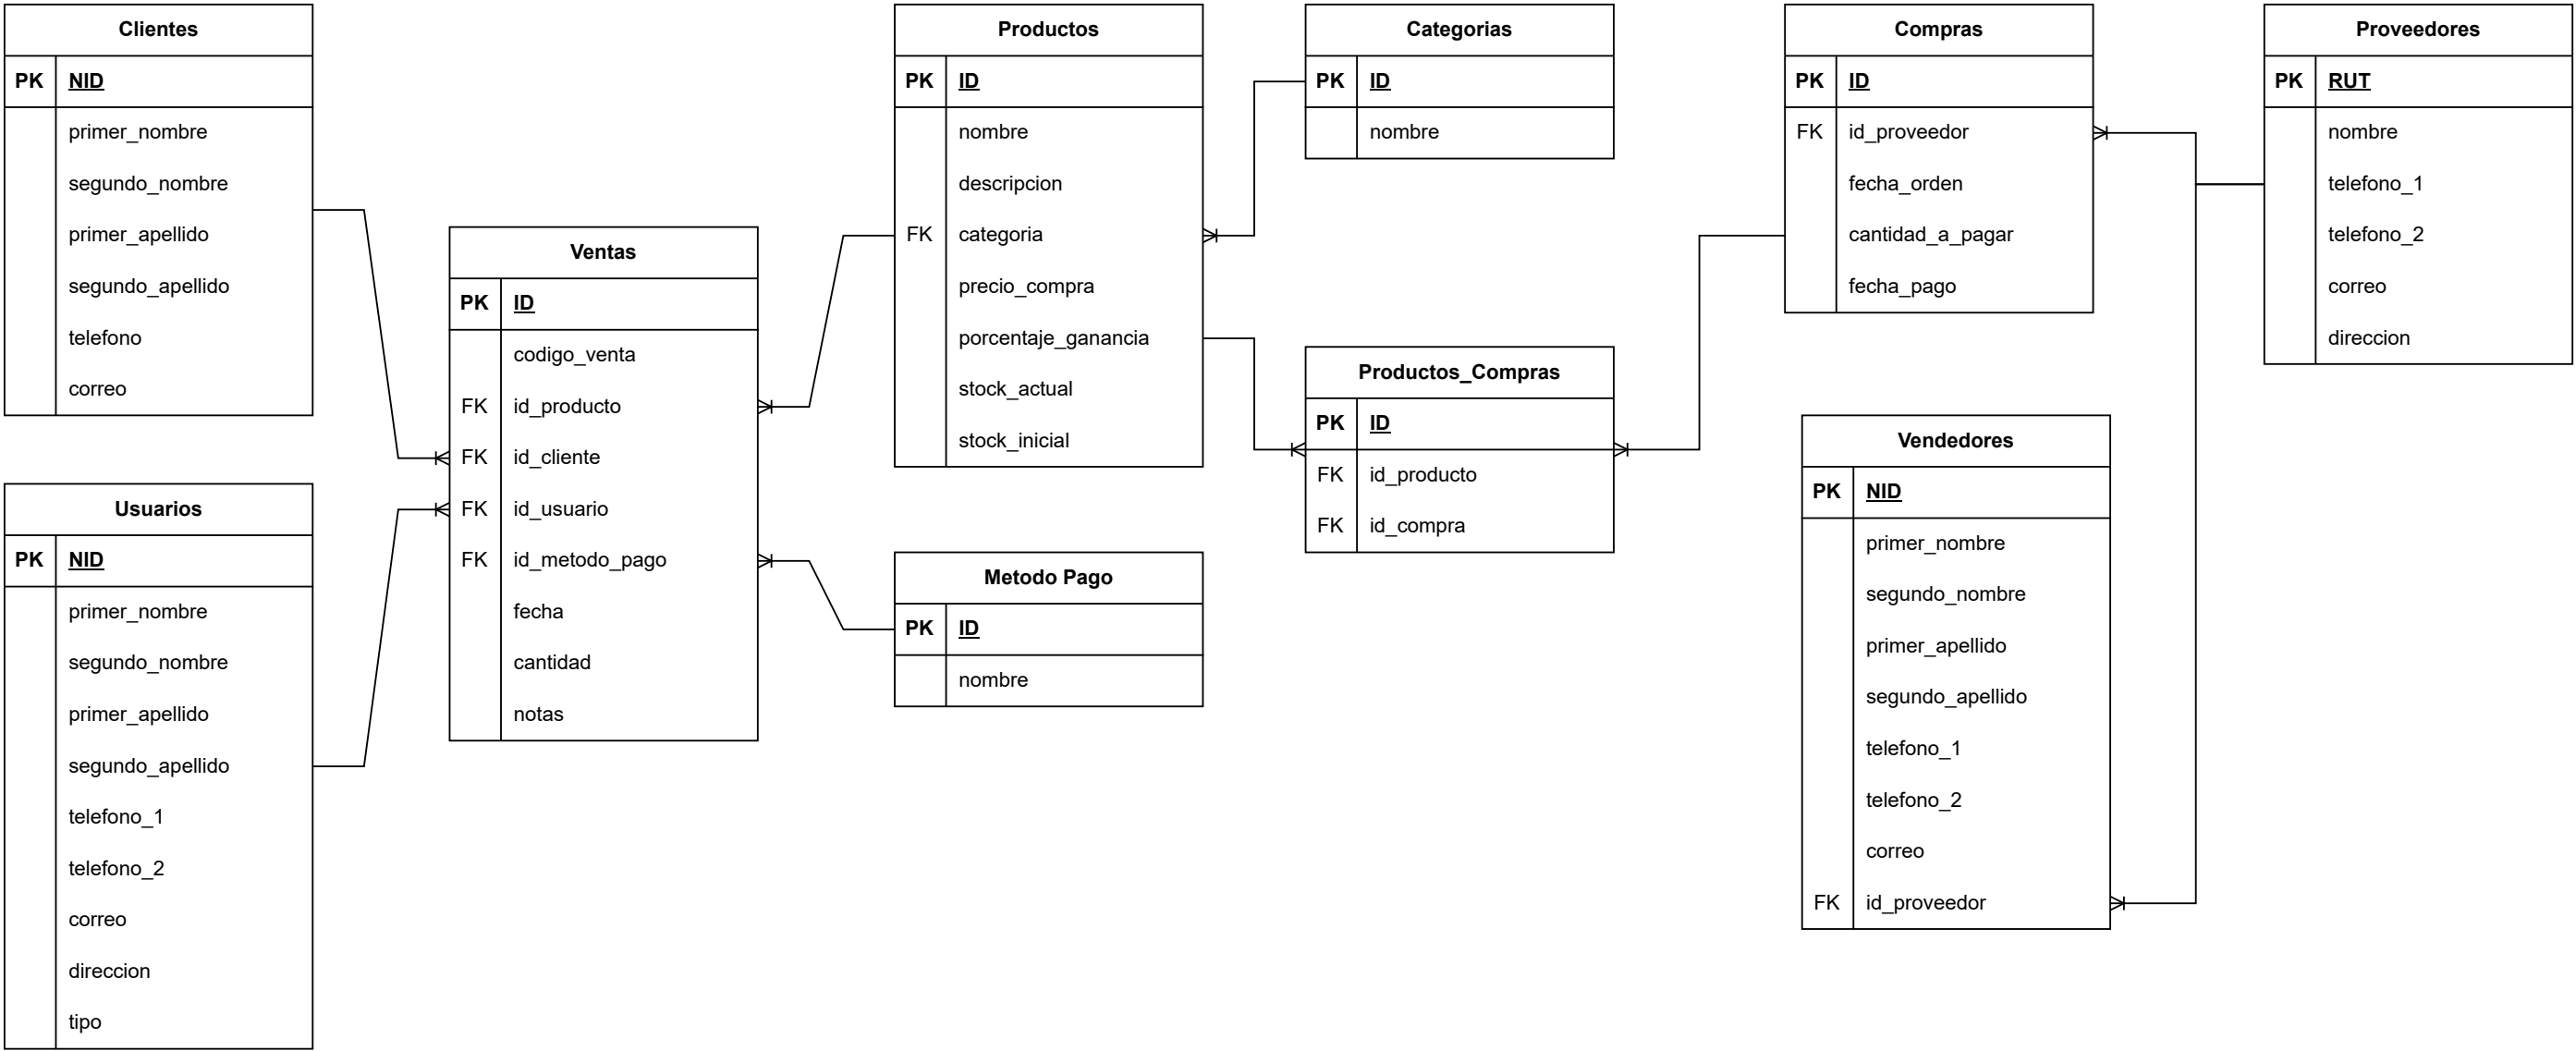 Clientes
PK NID
primer_nombre
segundo_nombre
primer_apellido
segundo_apellido
telefono
correo
Usuarios
PK NID
primer_nombre
segundo_nombre
primer_apellido
segundo_apellido
telefono_1
telefono_2
correo
direccion
tipo
Ventas
PK ID
codigo_venta
FK id_producto
FK id_cliente
FK id_usuario
FK id_metodo_pago
fecha
cantidad
notas
Productos
PK ID
nombre
descripcion
FK categoria
precio_compra
porcentaje_ganancia
stock_actual
stock_inicial
Metodo Pago
PK ID
nombre
Categorias
PK ID
nombre
Productos_Compras
PK ID
FK id_producto
FK id_compra
Compras
PK ID
FK id_proveedor
fecha_orden
cantidad_a_pagar
fecha_pago
Vendedores
PK NID
primer_nombre
segundo_nombre
primer_apellido
segundo_apellido
telefono_1
telefono_2
correo
FK id_proveedor
Proveedores
PK RUT
nombre
telefono_1
telefono_2
correo
direccion